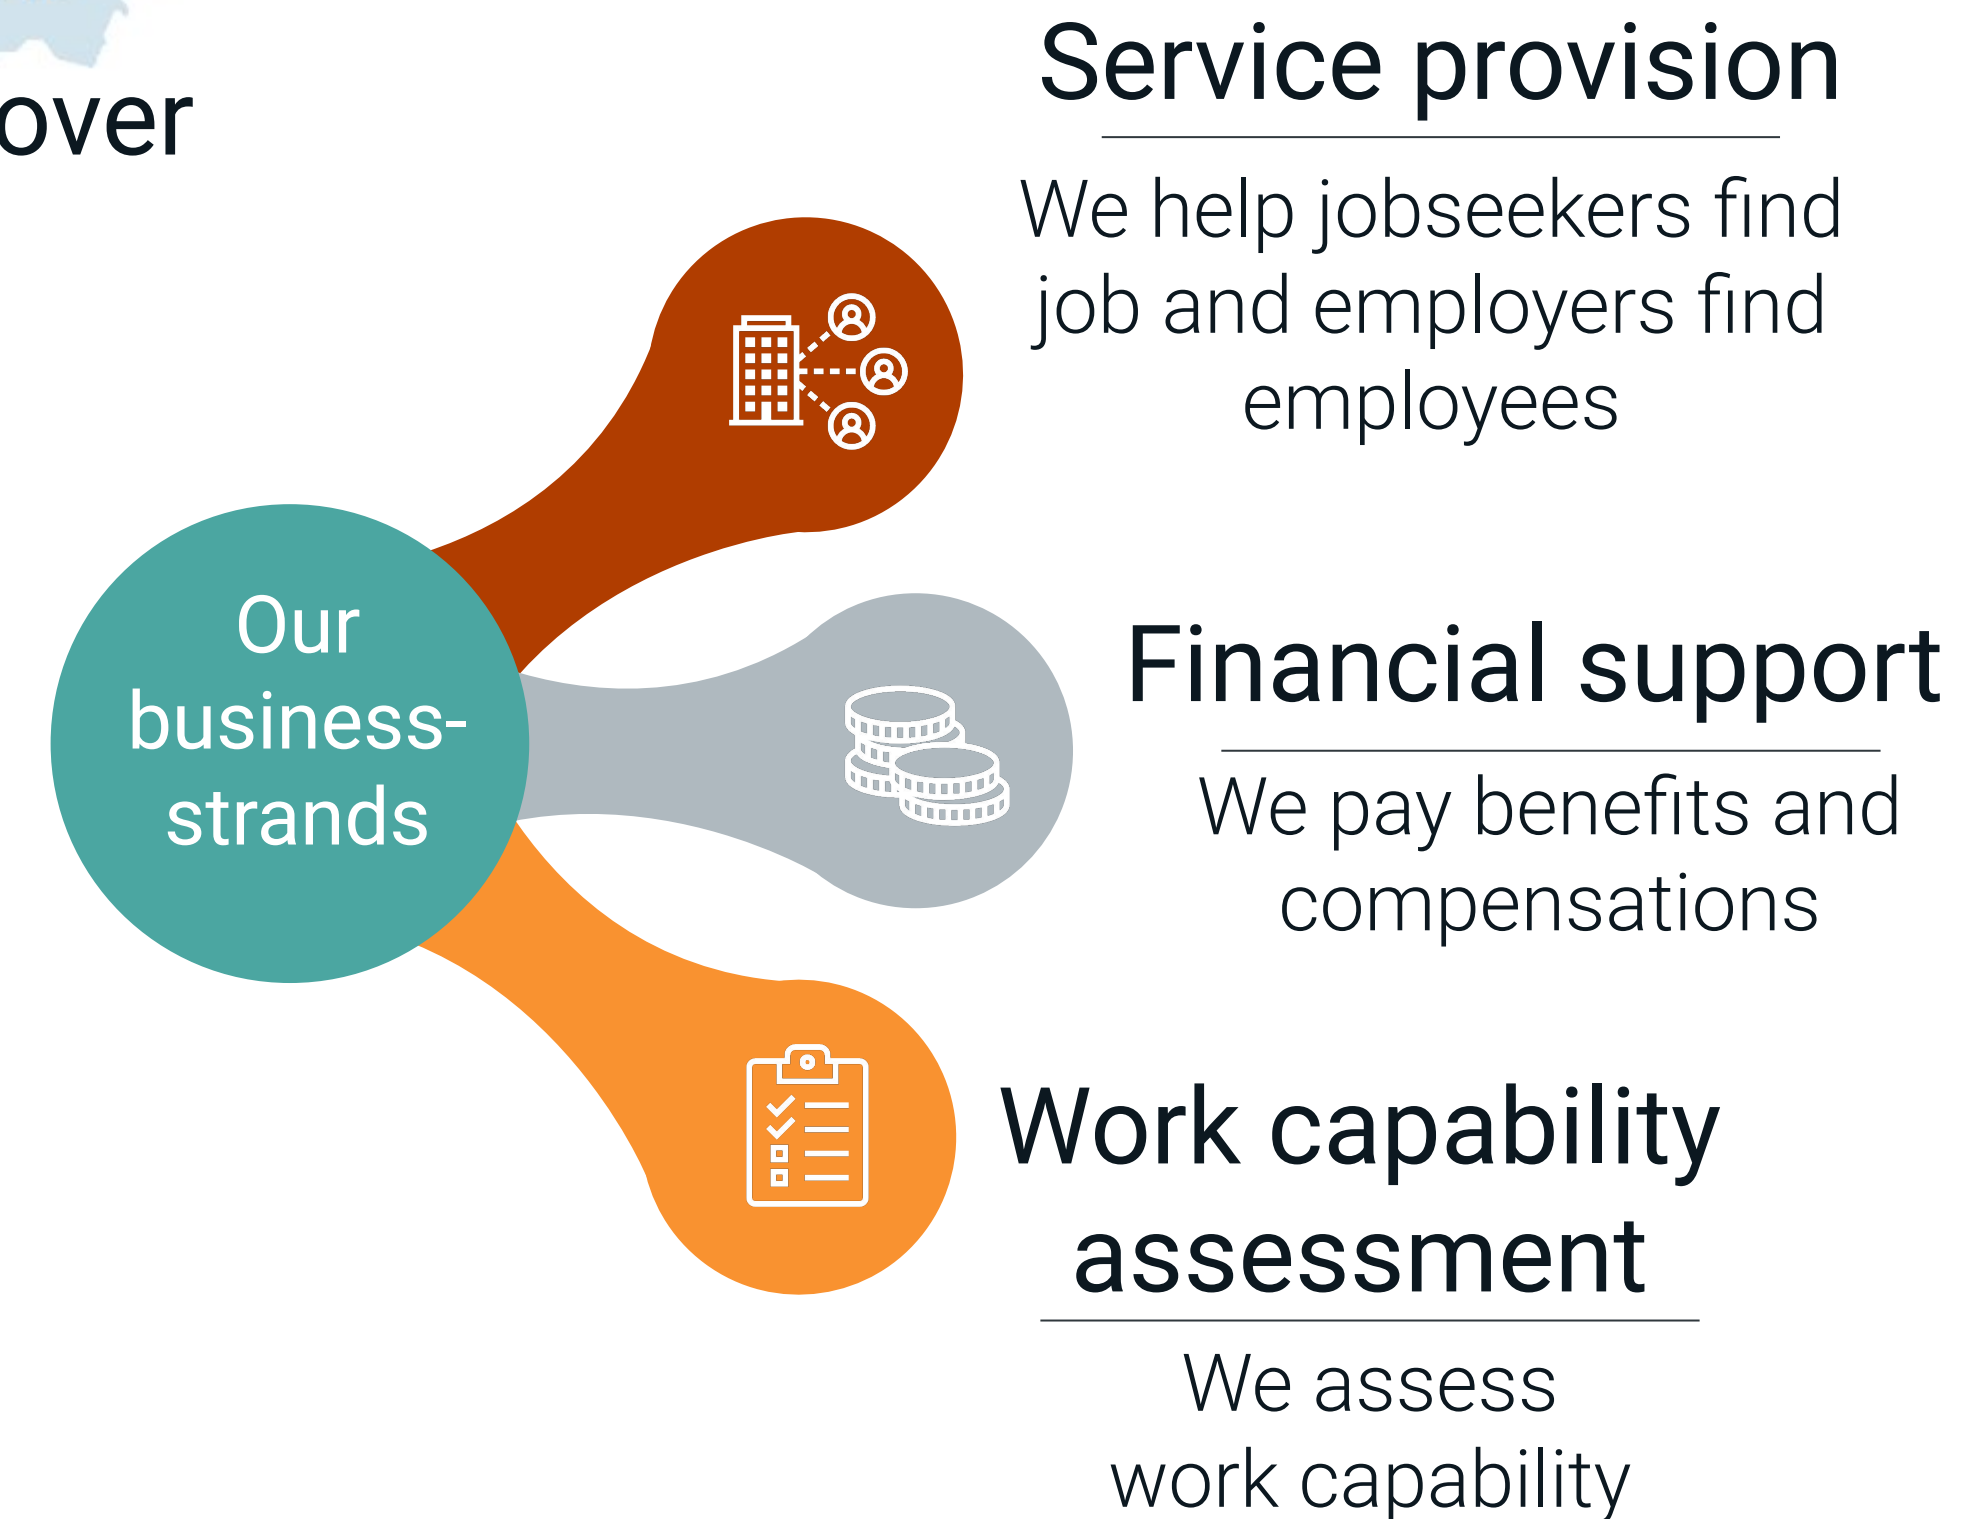 over
Service provision
We help jobseekers find
job and employers find
employees
Our
business-
strands
Financial support
We pay benefits and
compensations
Work capability
assessment
We assess
work capability